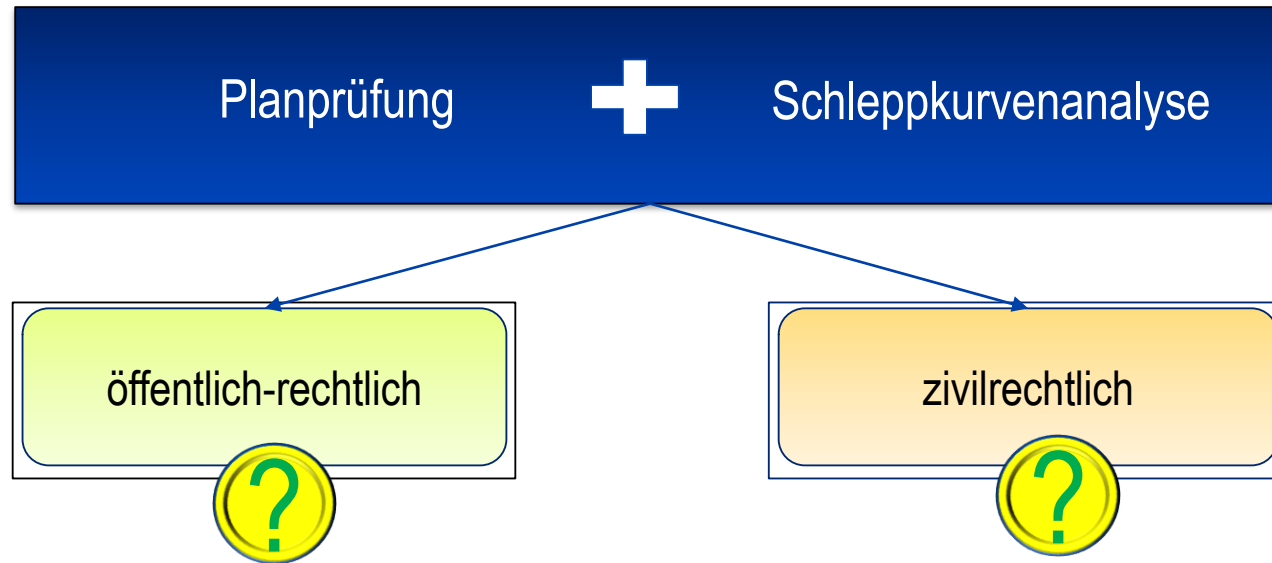 Planprüfung
Schleppkurvenanalyse
öffentlich-rechtlich
zivilrechtlich
?
?